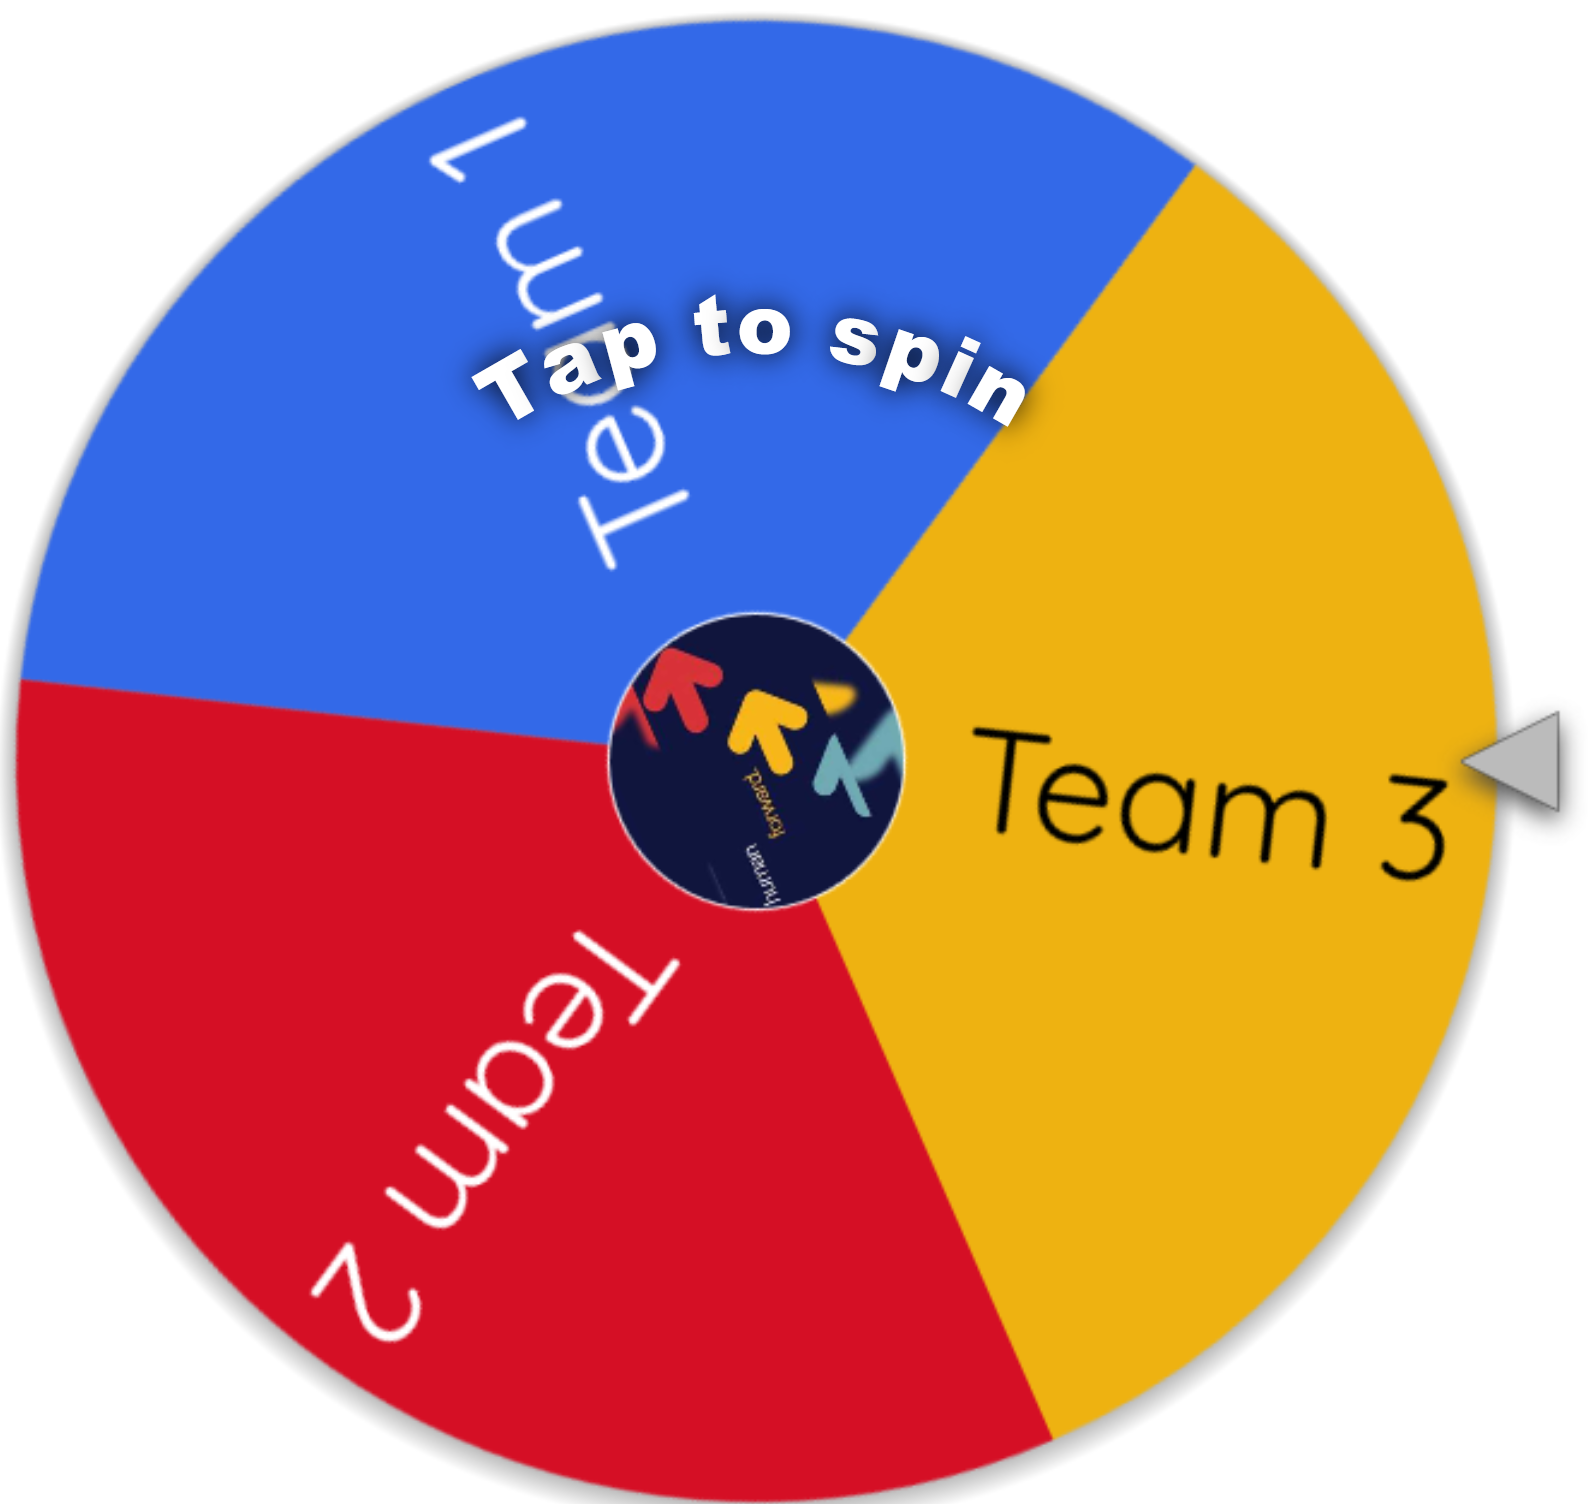 Team 1
Tap to spin
Team 3
forward.
human
Team 2